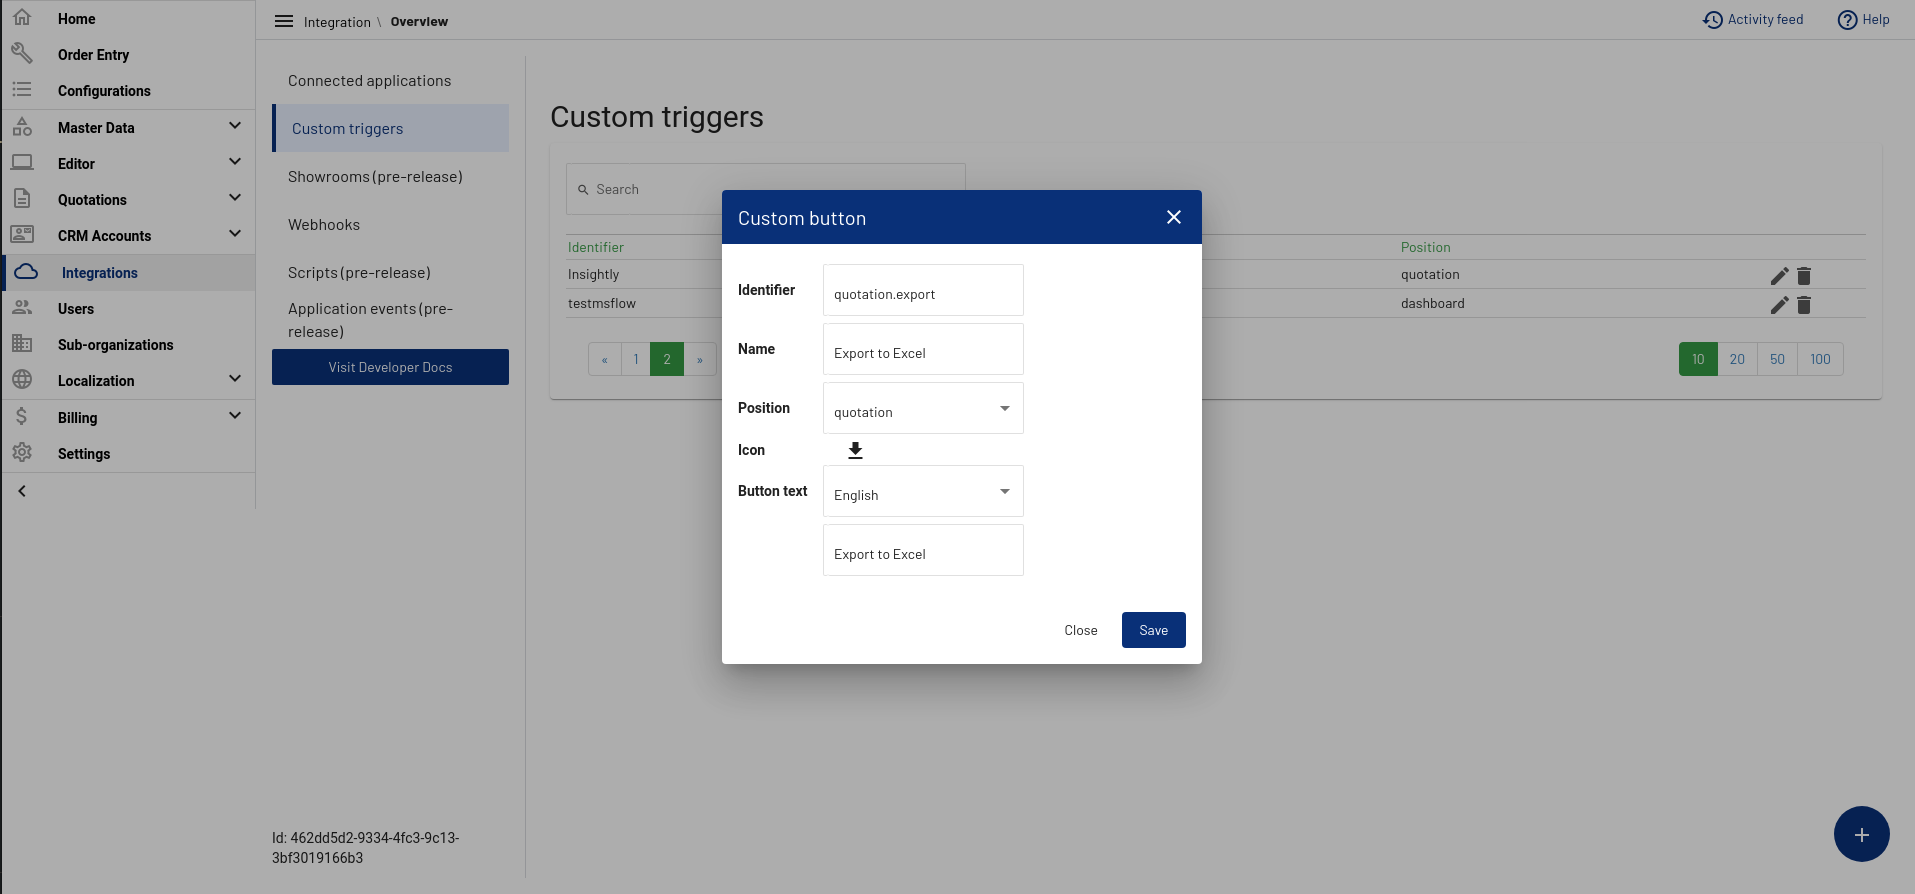 Home
Order Entry
Configurations
Master Data
Editor
Quotations
CRM Accounts
Integrations
Users
Sub-organizations
Localization
Billing
Settings
Integration \ Overview
Activity feed
Help
Connected applications
Custom triggers
Showrooms (pre-release)
Webhooks
Scripts (pre-release)
Application events (pre-
release)
Visit Developer Docs
Id: 462dd5d2-9334-4fc3-9c13-
3bf3019166b3
Custom triggers
Search
Identifier Position
Insightly quotation
testmsflow dashboard
« 1 2 » 10 20 50 100
Custom button
Identifier quotation.export
Name Export to Excel
Position quotation
Icon
Button text English
Export to Excel
Close Save